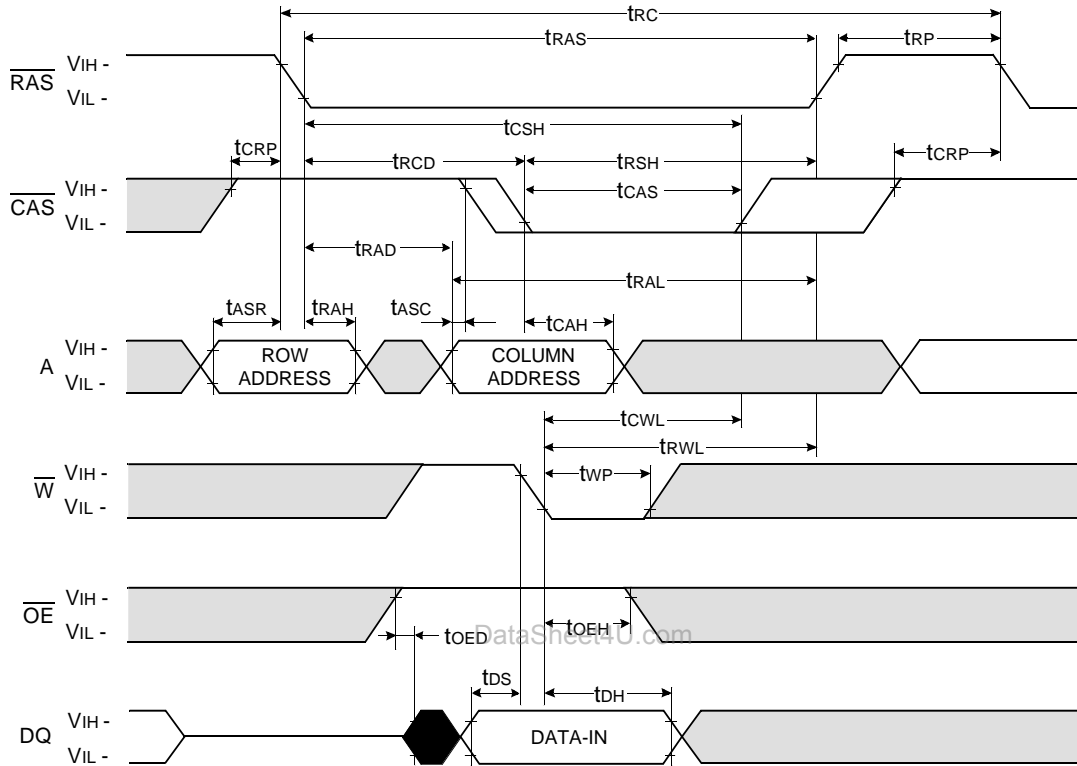 tRC
tRAS
tRP
RAS
VIH -
VIL -
tCSH
tCRP
tRCD
tRSH
tCRP
CAS
VIH -
VIL -
tCAS
tRAD
tRAL
tASR
tRAH
tASC
tCAH
A
VIH -
VIL -
ROW
ADDRESS
COLUMN
ADDRESS
tCWL
tRWL
W
VIH -
VIL -
tWP
OE
VIH -
VIL -
tOED
tOEH
DataSheet4U.com
tDS
tDH
DQ
VIH -
VIL -
DATA-IN